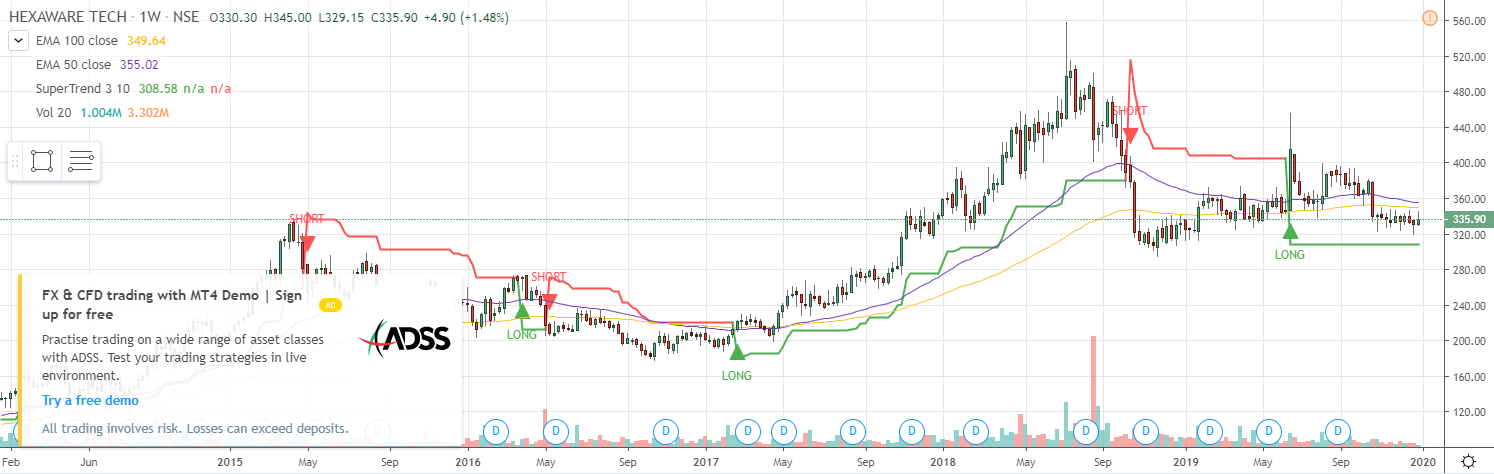 HEXAWARE TECH · 1W · NSE O330.30 H345.00 L329.15 C335.90 +4.90 (+1.48%)
EMA 100 close 349.64
EMA 50 close 355.02
SuperTrend 3 10 308.58 n/a n/a
Vol 20 1.004M 3.302M
560.00
520.00
480.00
440.00
400.00
360.00
335.90
320.00
280.00
240.00
200.00
160.00
120.00
SHORT
SHORT
SHORT
LONG
LONG
LONG
FX & CFD trading with MT4 Demo | Sign
up for free
AD
ADSS
Practise trading on a wide range of asset classes
with ADSS. Test your trading strategies in live
environment.
Try a free demo
All trading involves risk. Losses can exceed deposits.
D D D D D D D D D D D D D D
Feb Jun 2015 May Sep 2016 May Sep 2017 May Sep 2018 May Sep 2019 May Sep 2020